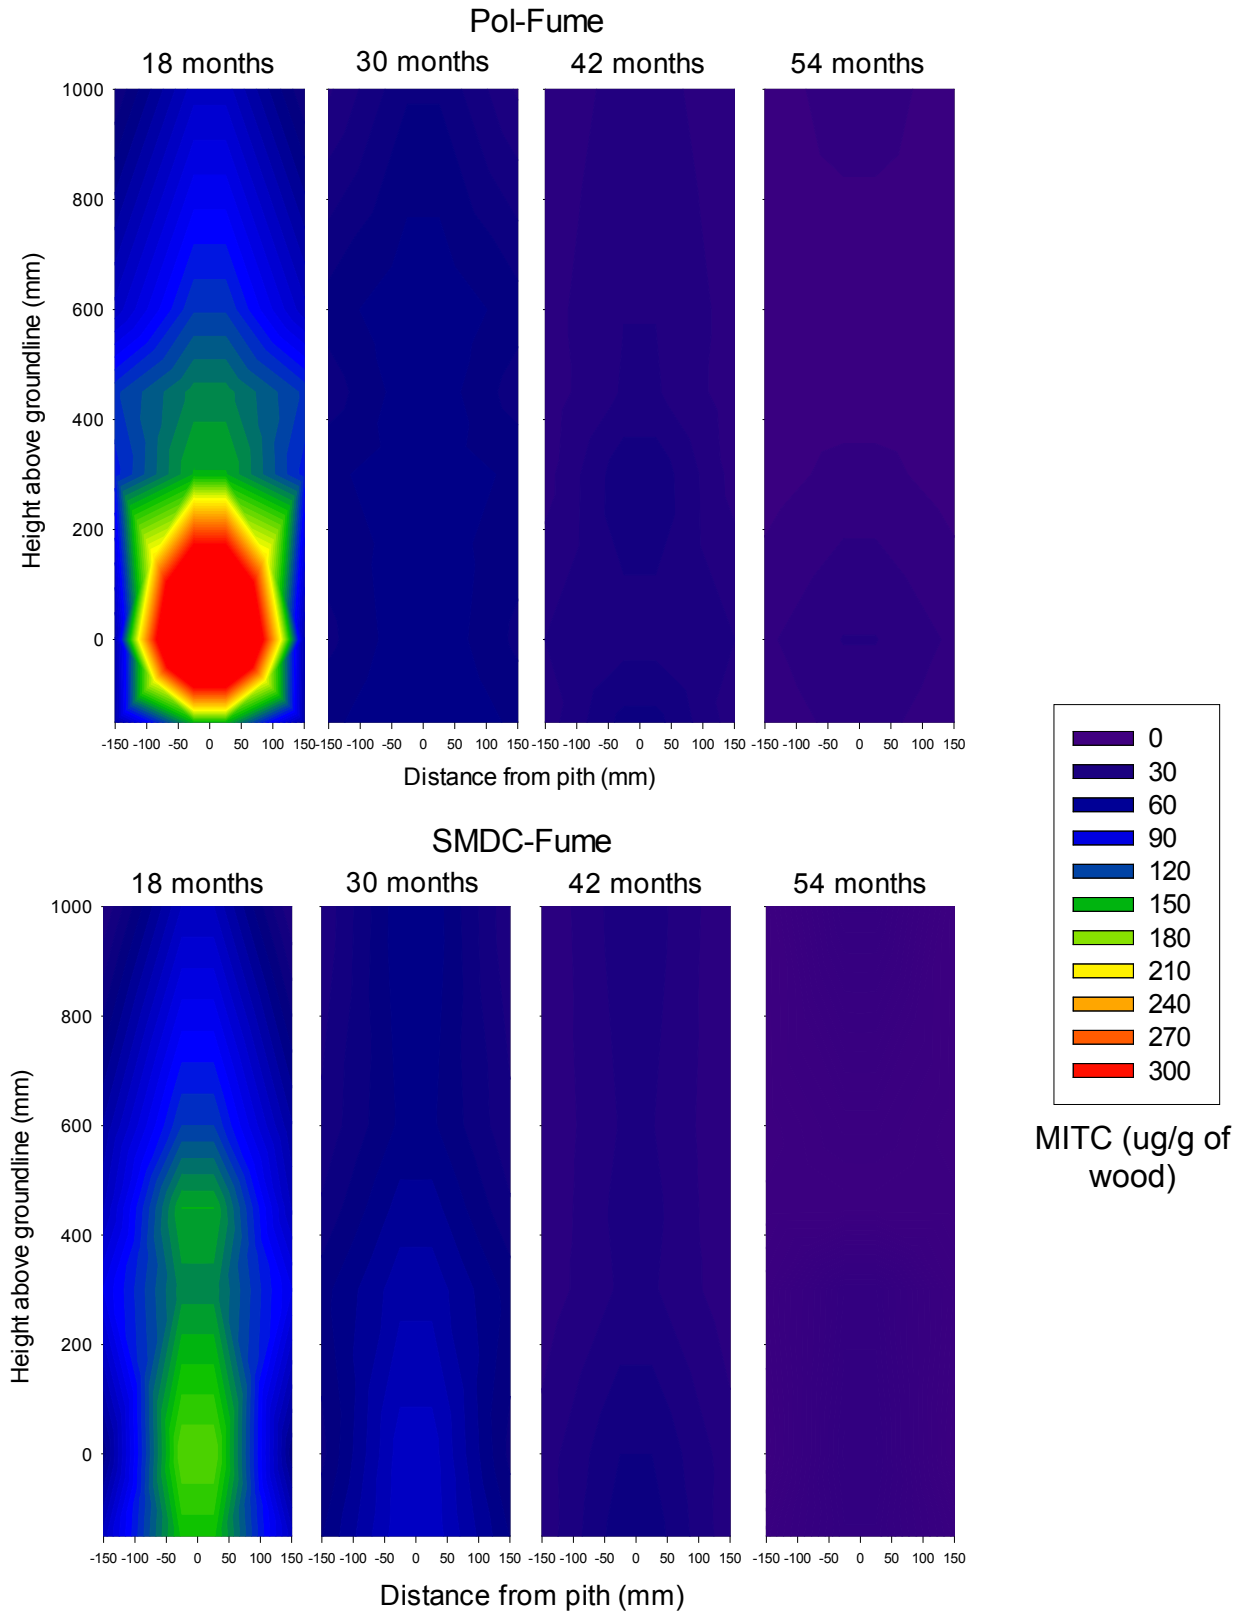 Pol-Fume
18 months 30 months 42 months 54 months
1000
800
600
400
200
0
Height above groundline (mm)
-150 -100 -50 0 50 100 150 -150 -100 -50 0 50 100 150 -150 -100 -50 0 50 100 150 -150 -100 -50 0 50 100 150
Distance from pith (mm)
SMDC-Fume
18 months 30 months 42 months 54 months
1000
800
600
400
200
0
Height above groundline (mm)
-150 -100 -50 0 50 100 150 -150 -100 -50 0 50 100 150 -150 -100 -50 0 50 100 150 -150 -100 -50 0 50 100 150
Distance from pith (mm)
0
30
60
90
120
150
180
210
240
270
300
MITC (ug/g of
wood)